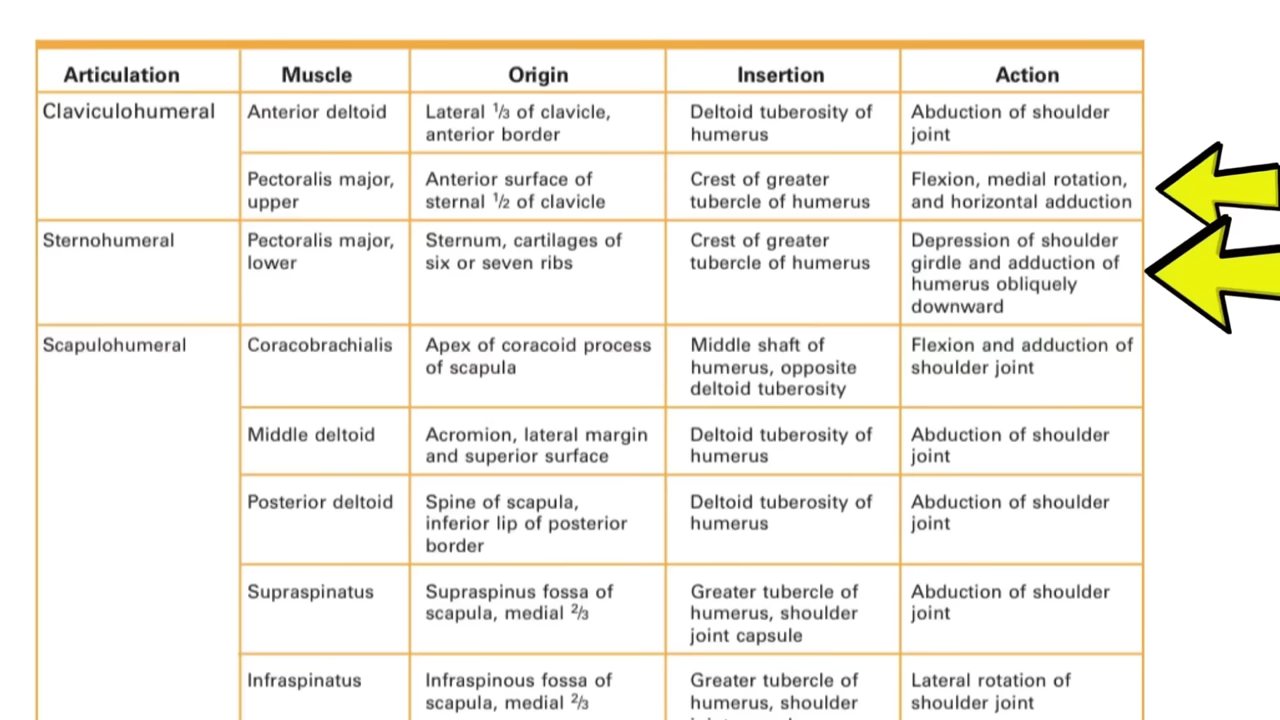 Articulation Muscle Origin Insertion Action
Claviculohumeral Anterior deltoid Lateral 1/3 of clavicle, Deltoid tuberosity of Abduction of shoulder
anterior border humerus joint
Pectoralis major, Anterior surface of Crest of greater Flexion, medial rotation,
upper sternal 1/2 of clavicle tubercle of humerus and horizontal adduction
Sternohumeral Pectoralis major, Sternum, cartilages of Crest of greater Depression of shoulder
lower six or seven ribs tubercle of humerus girdle and adduction of
humerus obliquely
downward
Scapulohumeral Coracobrachialis Apex of coracoid process Middle shaft of Flexion and adduction of
of scapula humerus, opposite shoulder joint
deltoid tuberosity
Middle deltoid Acromion, lateral margin Deltoid tuberosity of Abduction of shoulder
and superior surface humerus joint
Posterior deltoid Spine of scapula, Deltoid tuberosity of Abduction of shoulder
inferior lip of posterior humerus joint
border
Supraspinatus Supraspinus fossa of Greater tubercle of Abduction of shoulder
scapula, medial 2/3 humerus, shoulder joint
joint capsule
Infraspinatus Infraspinous fossa of Greater tubercle of Lateral rotation of
scapula, medial 2/3 humerus, shoulder shoulder joint